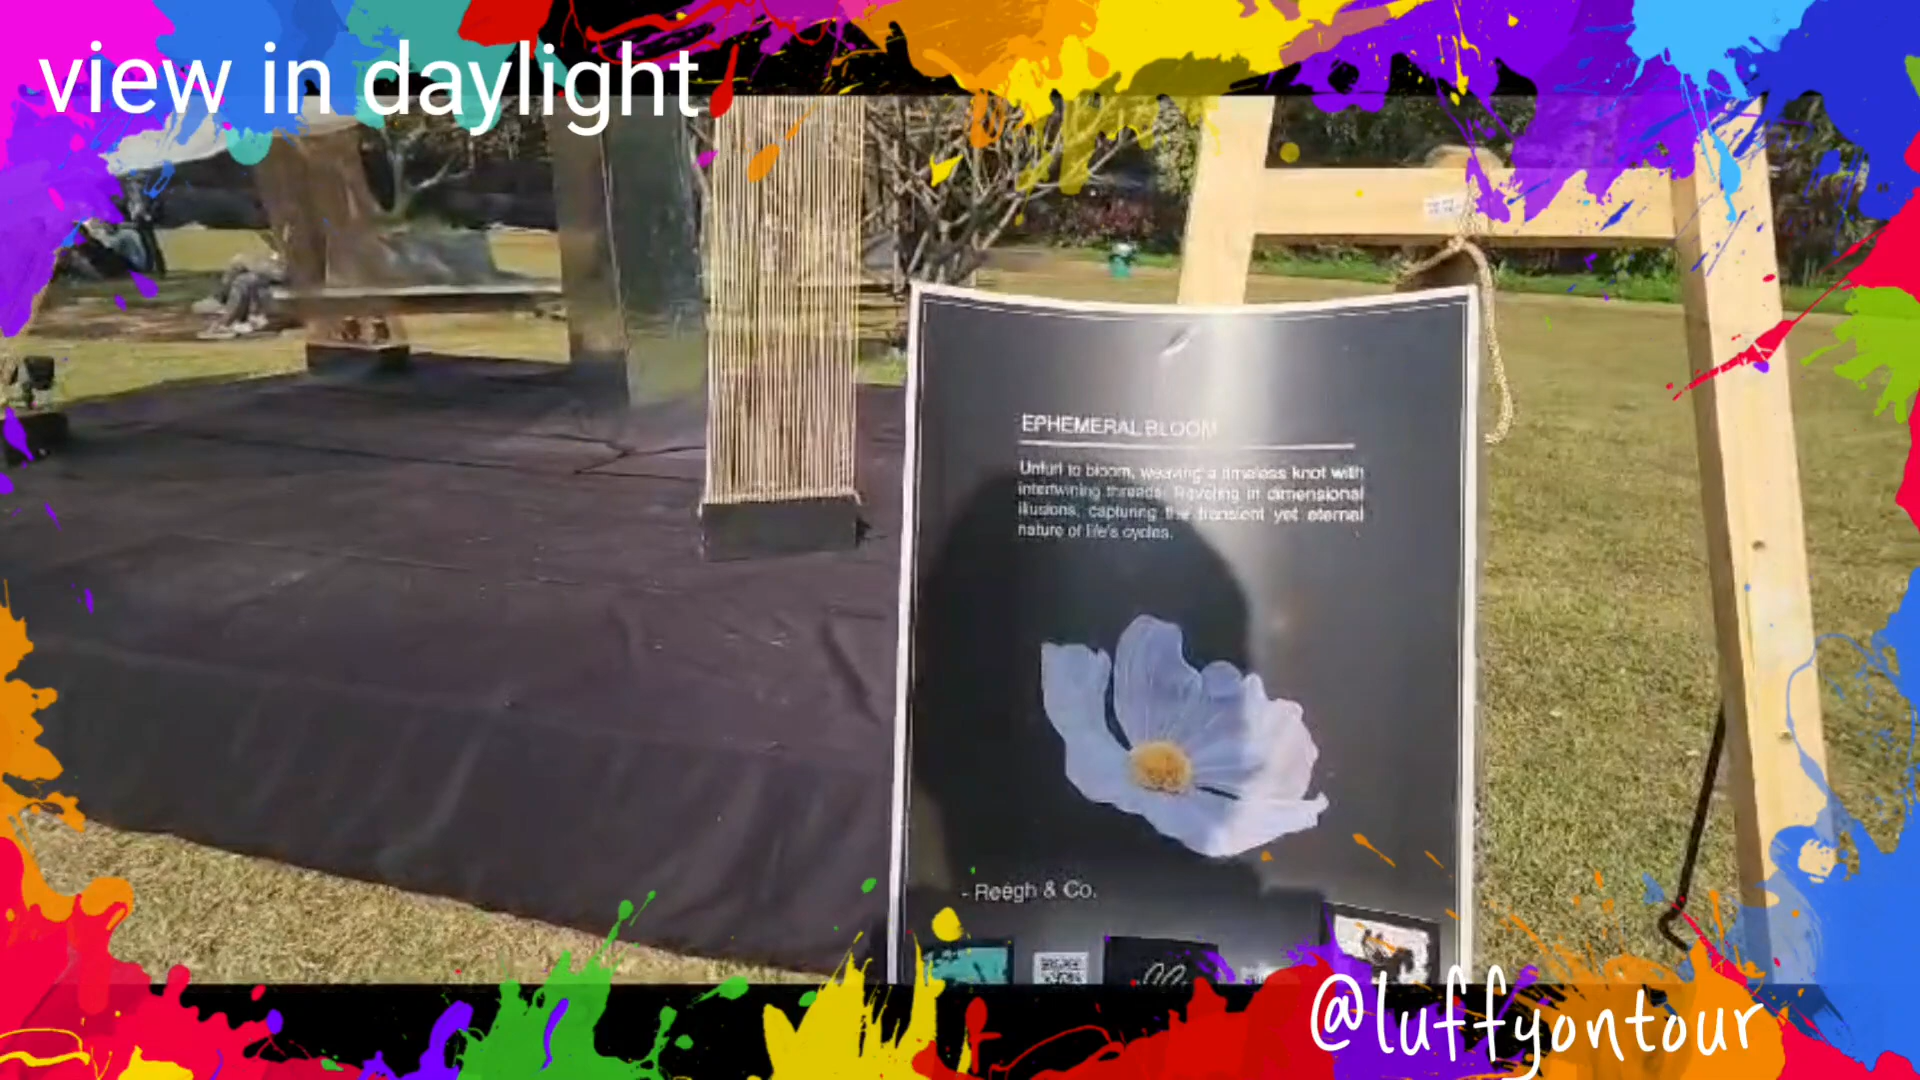 view in daylight
EPHEMERAL BLOOM
Unfurl to bloom, weaving a timeless knot with
intertwining threads. Reveling in dimensional
illusions, capturing the transient yet eternal
nature of life's cycles.
- Reegh & Co.
@luffyontour